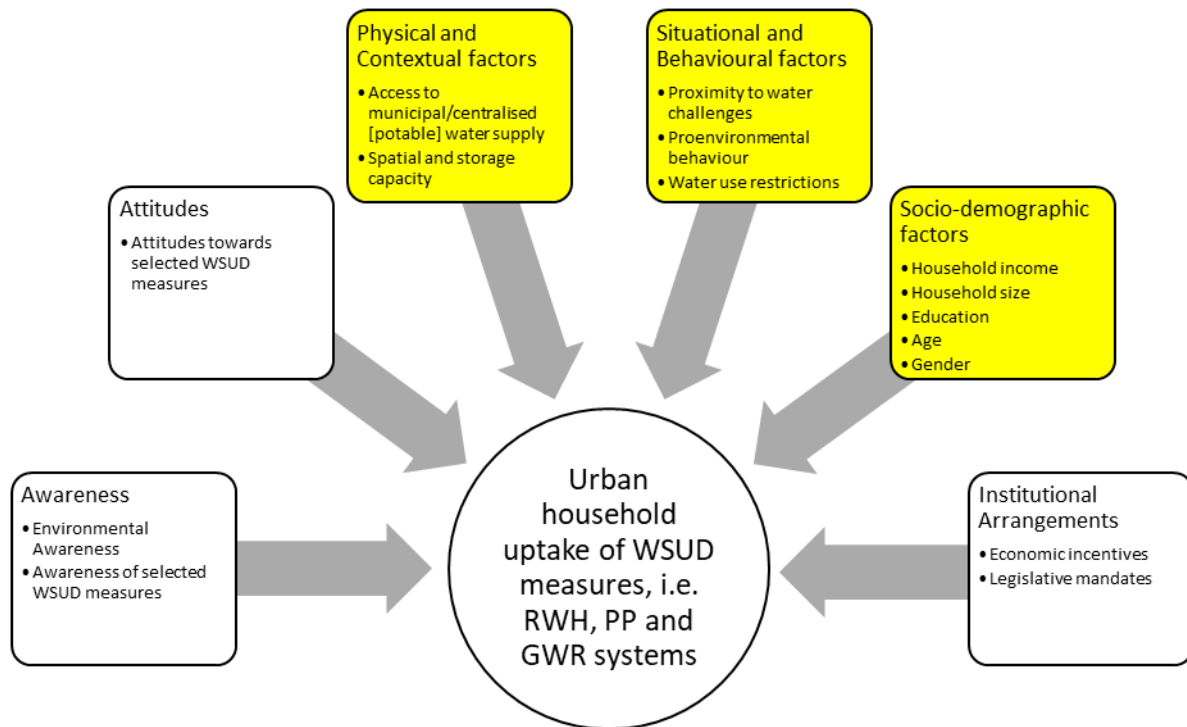 Physical and
Contextual factors
• Access to
municipal/centralised
[potable] water supply
• Spatial and storage
capacity
Situational and
Behavioural factors
• Proximity to water
challenges
• Proenvironmental
behaviour
• Water use restrictions
Attitudes
• Attitudes towards
selected WSUD
measures
Socio-demographic
factors
• Household income
• Household size
• Education
• Age
• Gender
Awareness
• Environmental
Awareness
• Awareness of selected
WSUD measures
Urban
household
uptake of WSUD
measures, i.e.
RWH, PP and
GWR systems
Institutional
Arrangements
• Economic incentives
• Legislative mandates